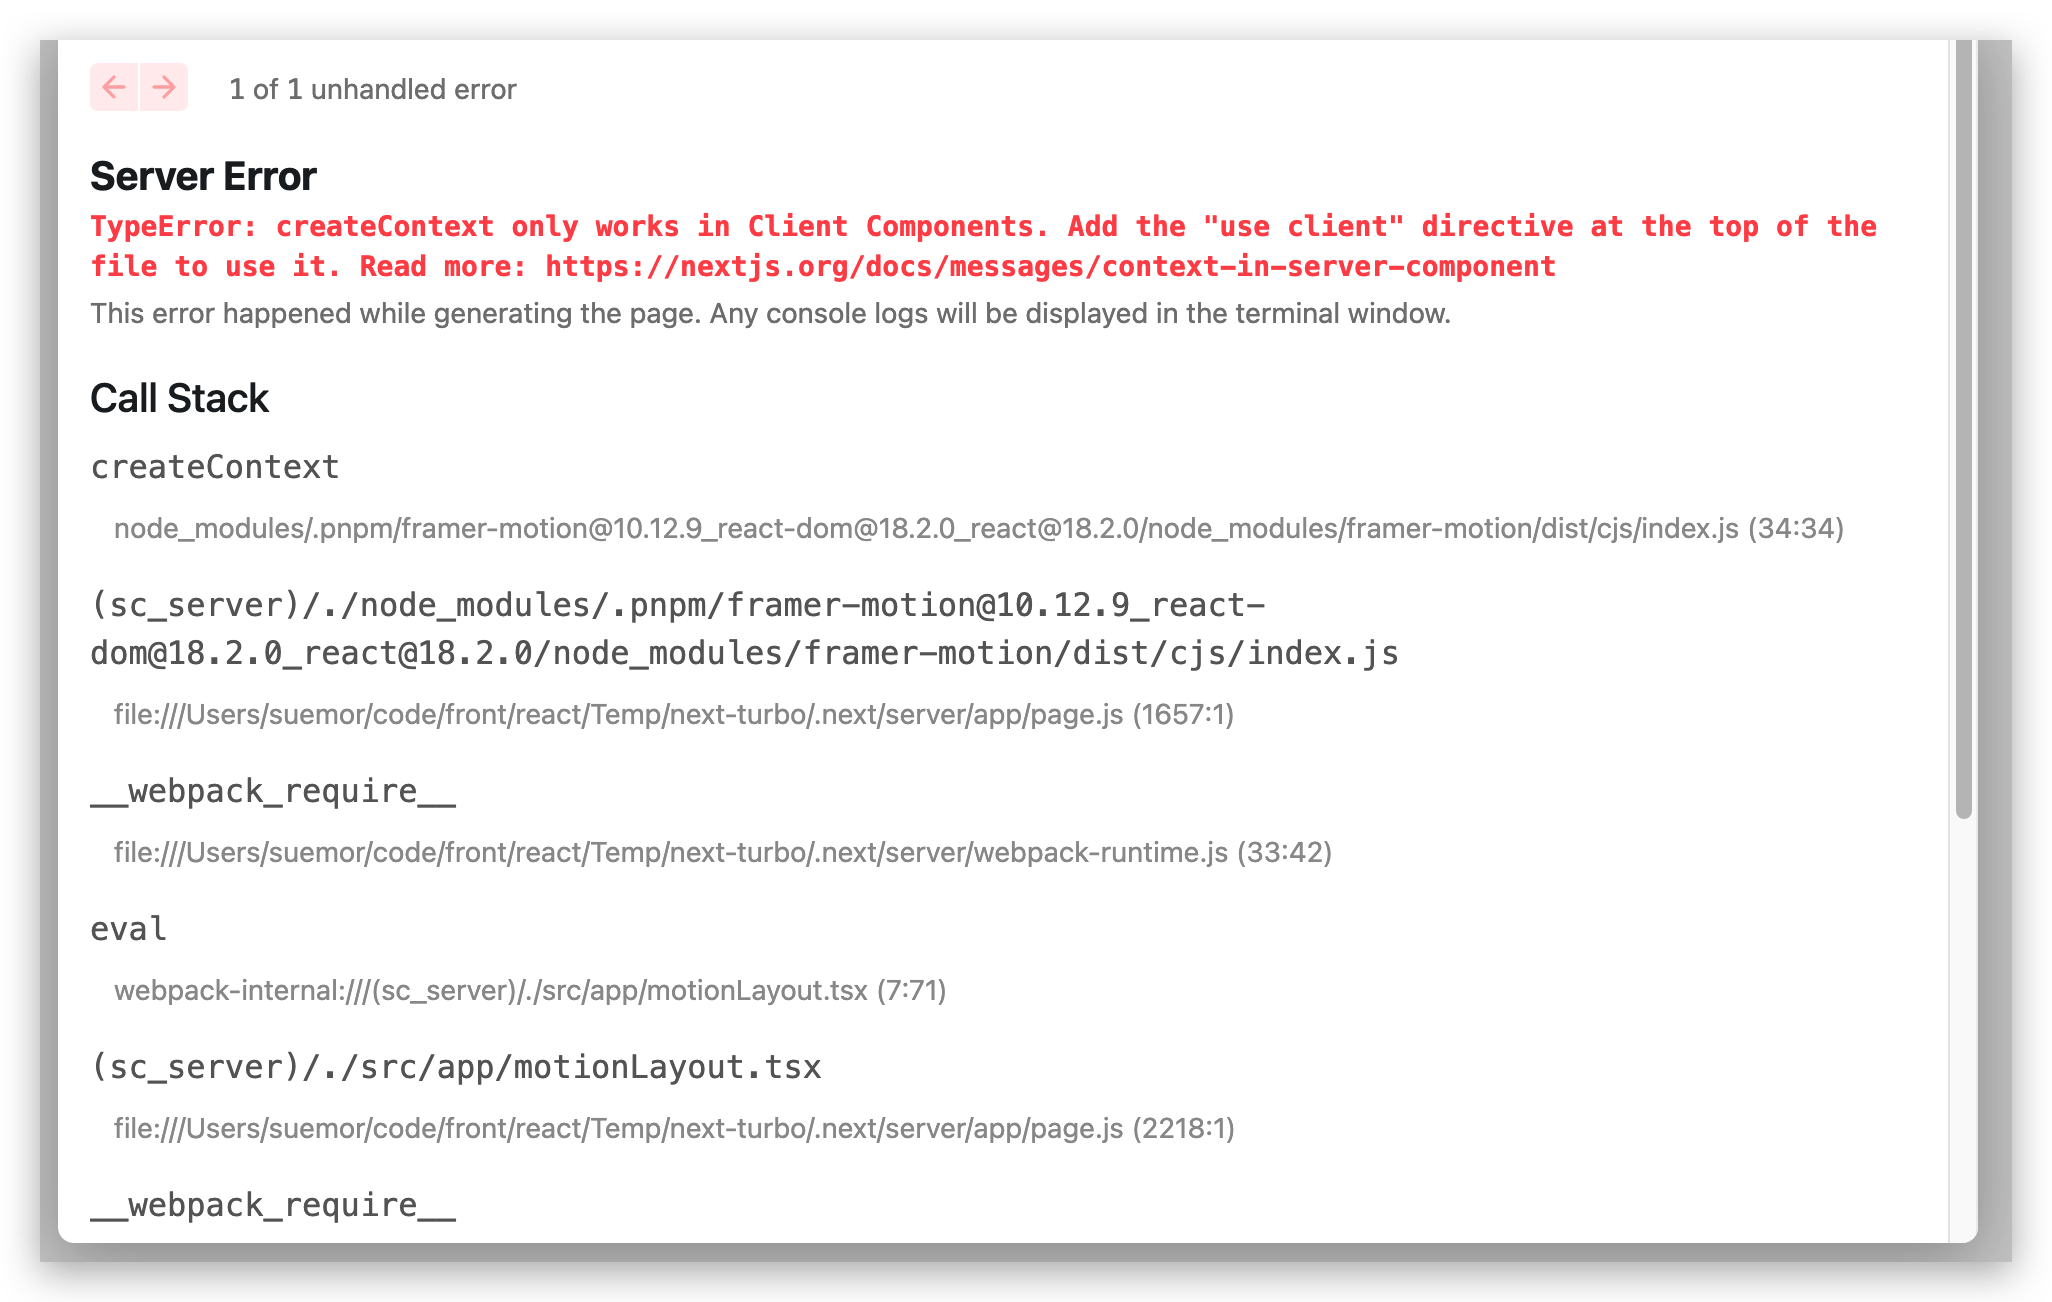 1 of 1 unhandled error
Server Error
TypeError: createContext only works in Client Components. Add the "use client" directive at the top of the
file to use it. Read more: https://nextjs.org/docs/messages/context-in-server-component
This error happened while generating the page. Any console logs will be displayed in the terminal window.
Call Stack
createContext
node_modules/.pnpm/framer-motion@10.12.9_react-dom@18.2.0_react@18.2.0/node_modules/framer-motion/dist/cjs/index.js (34:34)
(sc_server)/./node_modules/.pnpm/framer-motion@10.12.9_react-
dom@18.2.0_react@18.2.0/node_modules/framer-motion/dist/cjs/index.js
file:///Users/suemor/code/front/react/Temp/next-turbo/.next/server/app/page.js (1657:1)
__webpack_require__
file:///Users/suemor/code/front/react/Temp/next-turbo/.next/server/webpack-runtime.js (33:42)
eval
webpack-internal:///(sc_server)/./src/app/motionLayout.tsx (7:71)
(sc_server)/./src/app/motionLayout.tsx
file:///Users/suemor/code/front/react/Temp/next-turbo/.next/server/app/page.js (2218:1)
__webpack_require__